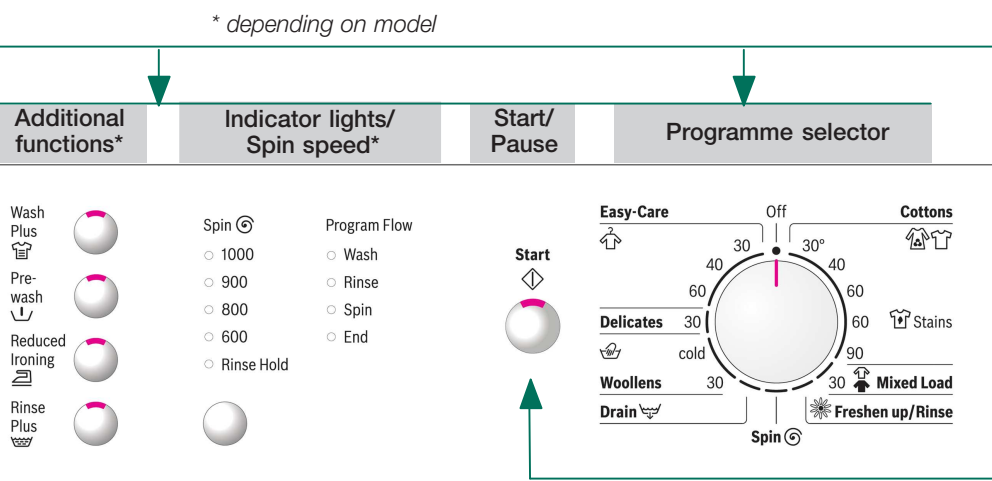 * depending on model
Additional
functions*
Indicator lights/
Spin speed*
Start/
Pause
Programme selector
Wash
Plus
Pre-
wash
Reduced
Ironing
Rinse
Plus
Spin
1000
900
800
600
Rinse Hold
Program Flow
Wash
Rinse
Spin
End
Start
Easy-Care
Off
Cottons
30
30°
40
40
60
60
Delicates 30
60
Stains
cold
90
Woollens 30
30
Mixed Load
Drain
Freshen up/Rinse
Spin